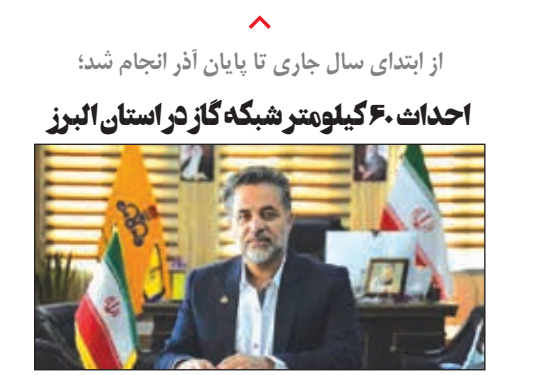 از ابتدای سال جاری تا پایان آذر انجام شد؛
احداث ۶۰ کیلومتر شبکه گاز در استان البرز